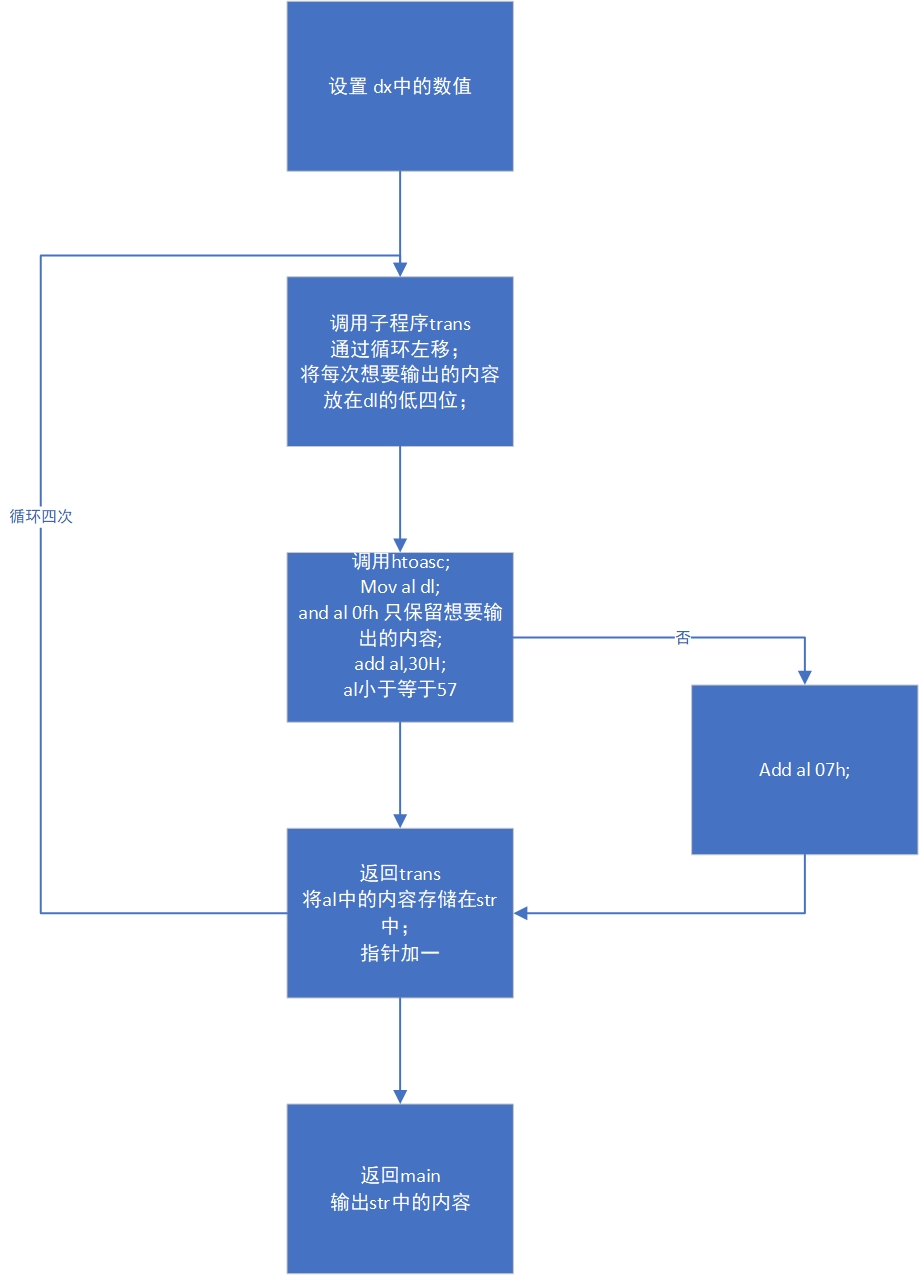 设置 dx中的数值
调用子程序trans
通过循环左移；
将每次想要输出的内容
放在dl的低四位；
循环四次
调用htoasc;
Mov al dl;
and al 0fh 只保留想要输
出的内容;
add al,30H;
al小于等于57
否
Add al 07h;
返回trans
将al中的内容存储在str
中；
指针加一
返回main
输出str中的内容